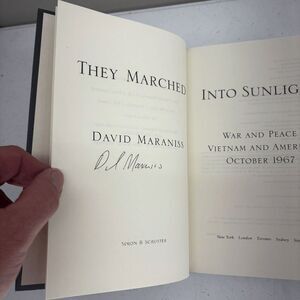 THEY MARCHED
DAVID MARANISS
SIMON & SCHUSTER
INTO SUNLIG
WAR AND PEACE
VIETNAM AND AMERI
OCTOBER 1967
New York London Toronto Sydney